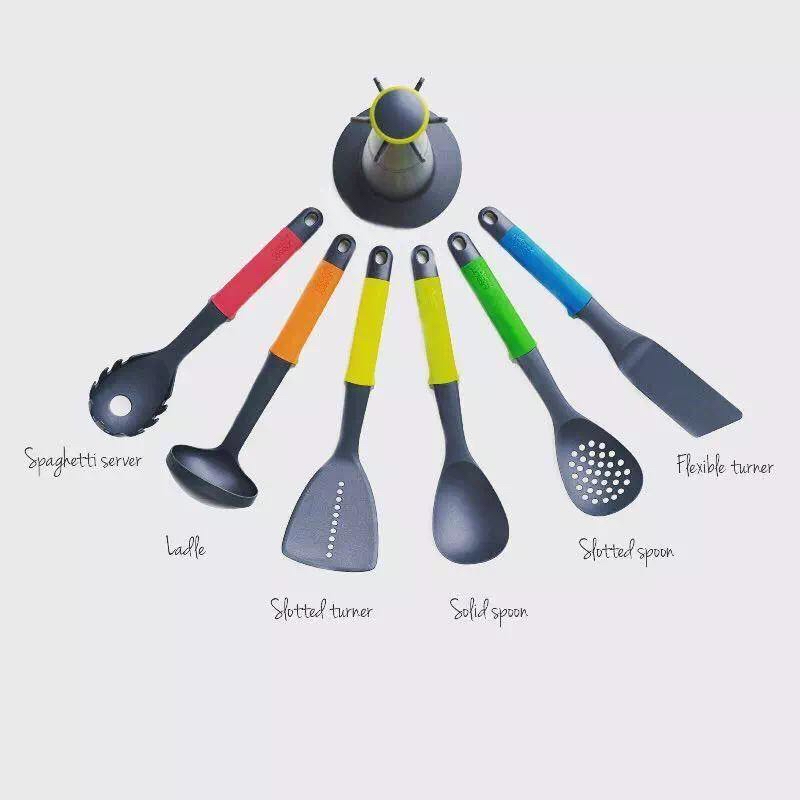 Spaghetti server
Ladle
Slotted turner
Solid spoon
Slotted spoon
Flexible turner